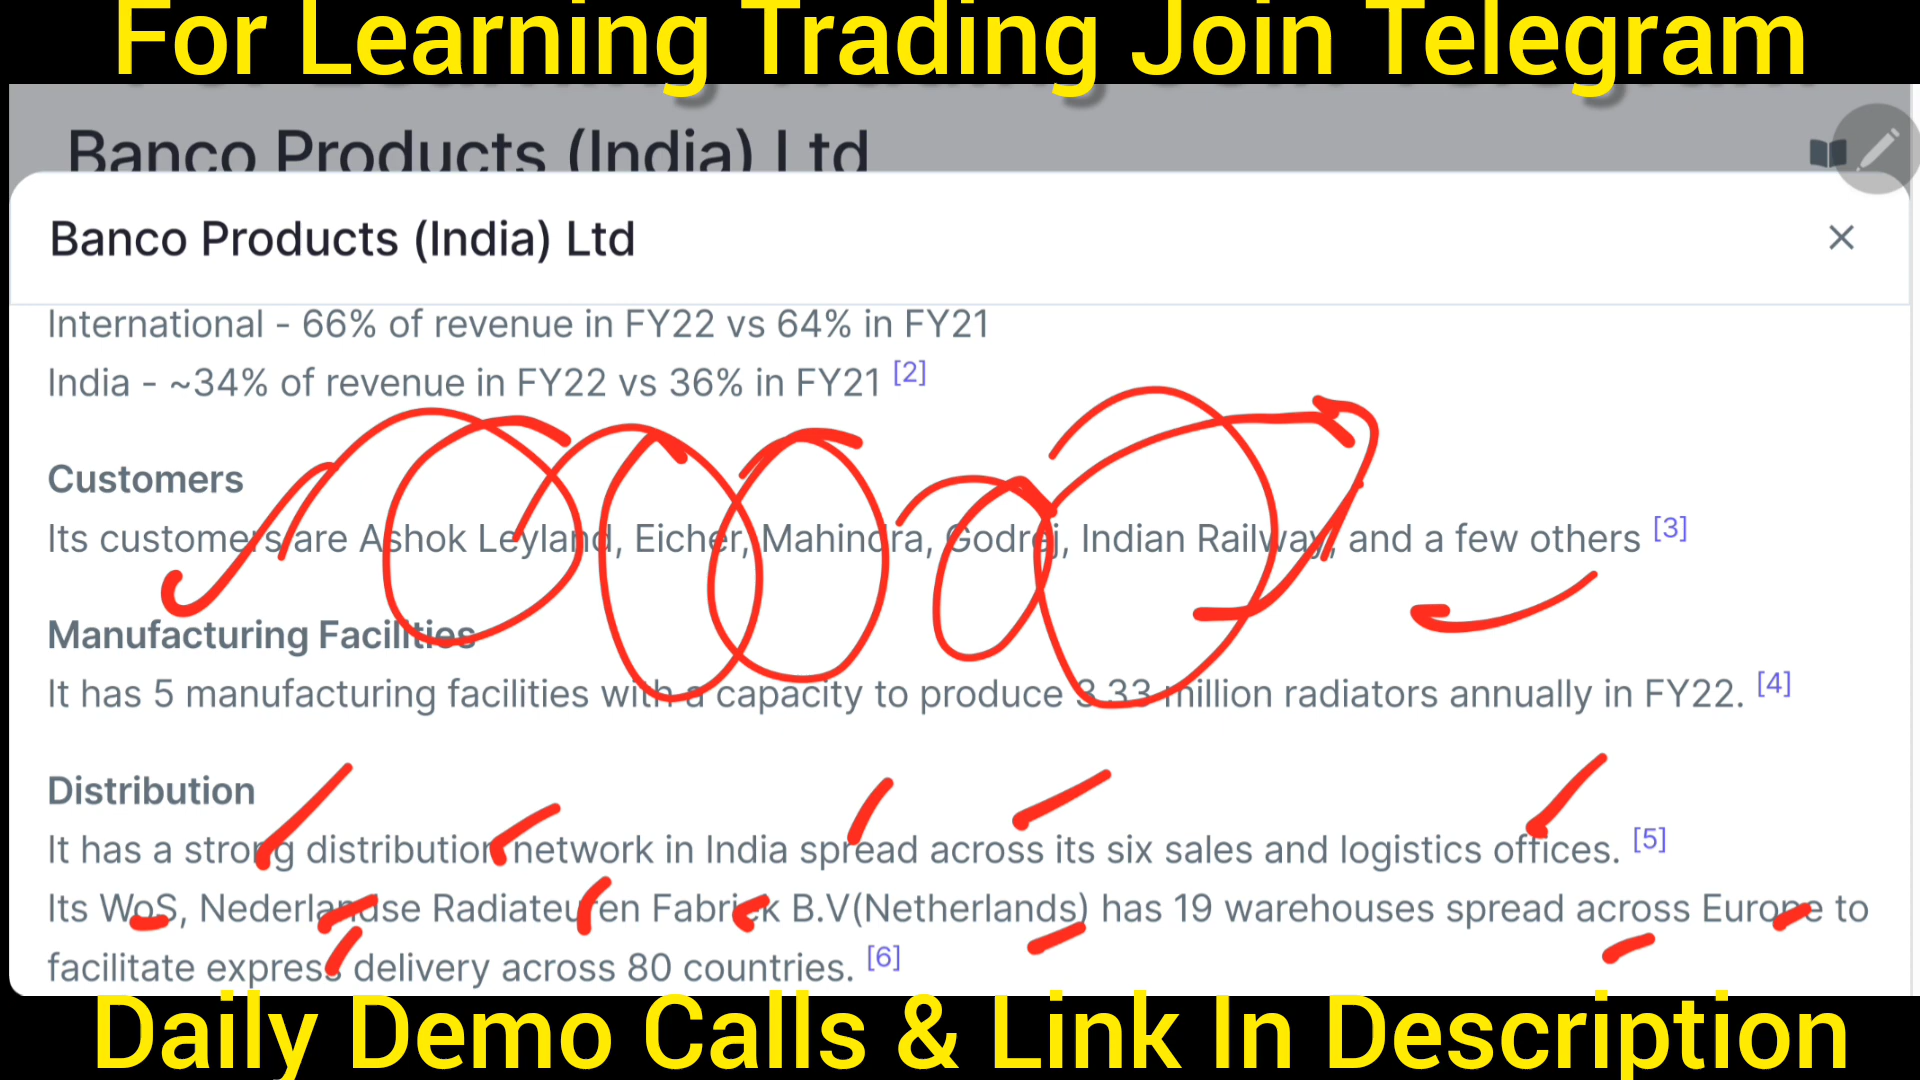 For Learning Trading Join Telegram
Banco Products (India) Ltd
Banco Products (India) Ltd
International - 66% of revenue in FY22 vs 64% in FY21
India - ~34% of revenue in FY22 vs 36% in FY21 [2]
Customers
Its customers are Ashok Leyland, Eicher, Mahindra, Godrej, Indian Railway, and a few others [3]
Manufacturing Facilities
It has 5 manufacturing facilities with a capacity to produce 3.33 million radiators annually in FY22. [4]
Distribution
It has a strong distribution network in India spread across its six sales and logistics offices. [5]
Its WoS, Nederlandse Radiateuren Fabriek B.V(Netherlands) has 19 warehouses spread across Europe to
facilitate express delivery across 80 countries. [6]
Daily Demo Calls & Link In Description